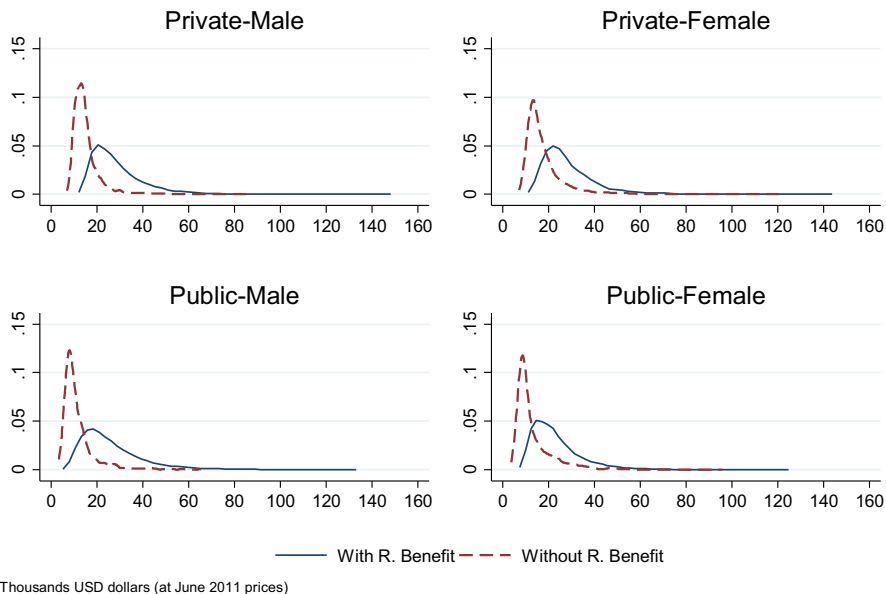 Private-Male
Private-Female
.15
.1
.05
0
0 20 40 60 80 100 120 140 160
.15
.1
.05
0
0 20 40 60 80 100 120 140 160
Public-Male
Public-Female
.15
.1
.05
0
0 20 40 60 80 100 120 140 160
.15
.1
.05
0
0 20 40 60 80 100 120 140 160
With R. Benefit
Without R. Benefit
Thousands USD dollars (at June 2011 prices)